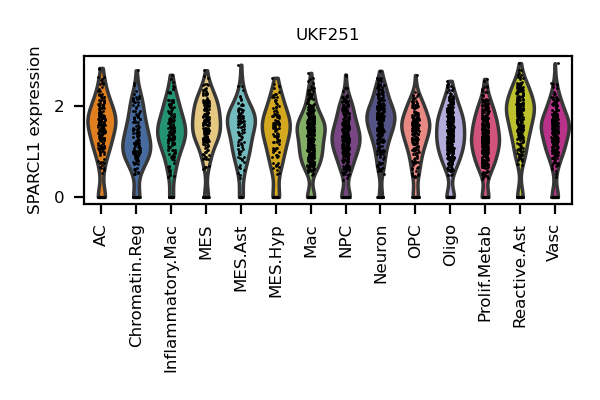 UKF251
SPARCL1 expression
2
0
AC
Chromatin.Reg
Inflammatory.Mac
MES
MES.Ast
MES.Hyp
Mac
NPC
Neuron
OPC
Oligo
Prolif.Metab
Reactive.Ast
Vasc